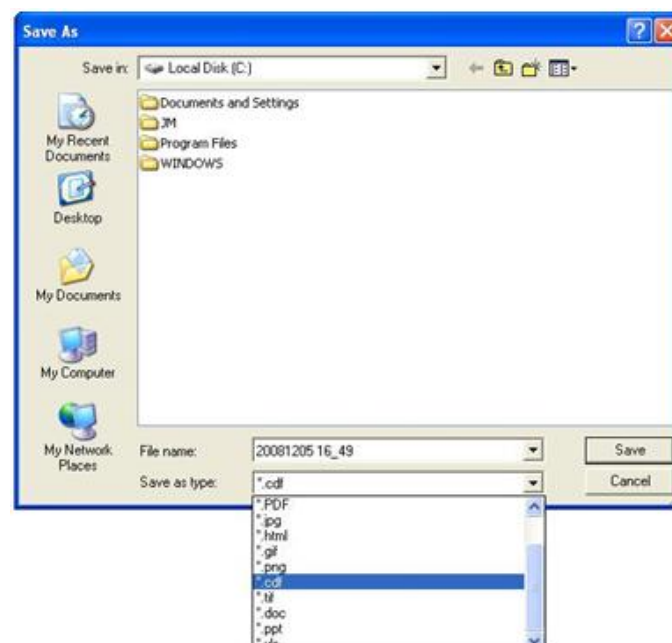 Save As
Save in:
Local Disk (C:)
Documents and Settings
JM
Program Files
WINDOWS
My Recent
Documents
Desktop
My Documents
My Computer
My Network
Places
File name:
20081205 16_49
Save
Save as type:
*.cdf
Cancel
*.PDF
*.jpg
*.html
*.gif
*.png
*.cdf
*.tif
*.doc
*.ppt